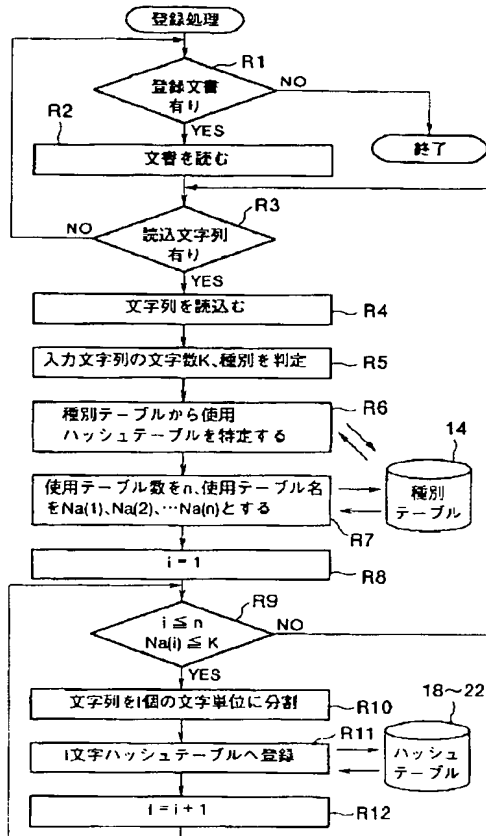 登録処理
R1
登録文書
有り
NO
R2
YES
文書を読む
終了
R3
NO
読込文字列
有り
YES
文字列を読込む
R4
入力文字列の文字数K、種別を判定
R5
種別テーブルから使用
ハッシュテーブルを特定する
R6
14
種別
テーブル
使用テーブル数をn、使用テーブル名
をNa(1)、Na(2)、…Na(n)とする
R7
i = 1
R8
R9
i ≦ n
Na(i) ≦ K
NO
YES
文字列をi個の文字単位に分割
R10
18~22
R11
i文字ハッシュテーブルへ登録
ハッシュ
テーブル
i = i + 1
R12